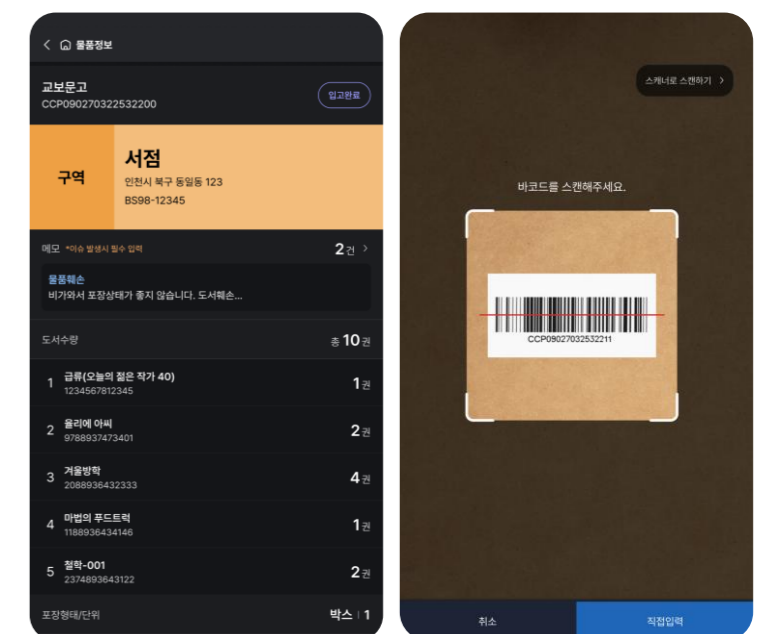 물품정보
교보문고
CCP090270322532200
입고완료
구역
서점
인천시 북구 동일동 123
BS98-12345
메모 *이슈 발생시 필수 입력
2건
물품훼손
비가와서 포장상태가 좋지 않습니다. 도서훼손...
도서수량
총 10권
1 급류(오늘의 젊은 작가 40)
1234567812345
1권
2 올리에 아씨
9788937473401
2권
3 겨울방학
2088936432333
4권
4 마법의 푸드트럭
1188936434146
1권
5 철학-001
2374893643122
2권
포장형태/단위
박스 | 1
스캐너로 스캔하기
바코드를 스캔해주세요.
CCP09027032532211
취소
직접입력